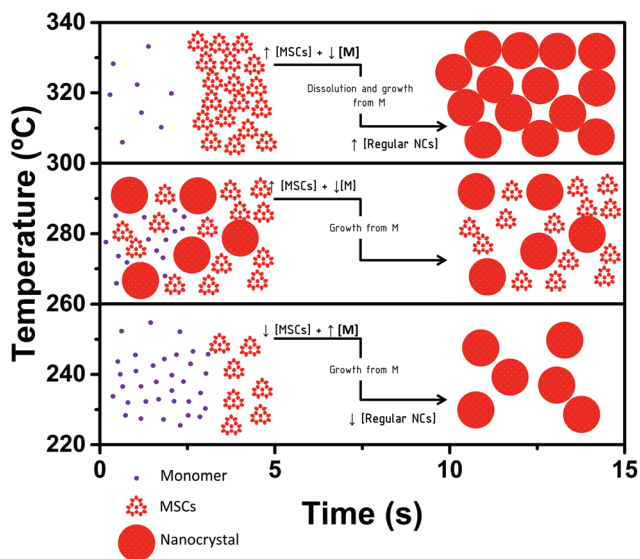 340
↑ [MSCs] + ↓ [M]
Dissolution and growth
from M
↑ [Regular NCs]
320
300
↑ [MSCs] + ↓[M]
Growth from M
280
260
↓ [MSCs] + ↑ [M]
Growth from M
↓ [Regular NCs]
240
220
0
5
10
15
Temperature (ºC)
Time (s)
Monomer
MSCs
Nanocrystal